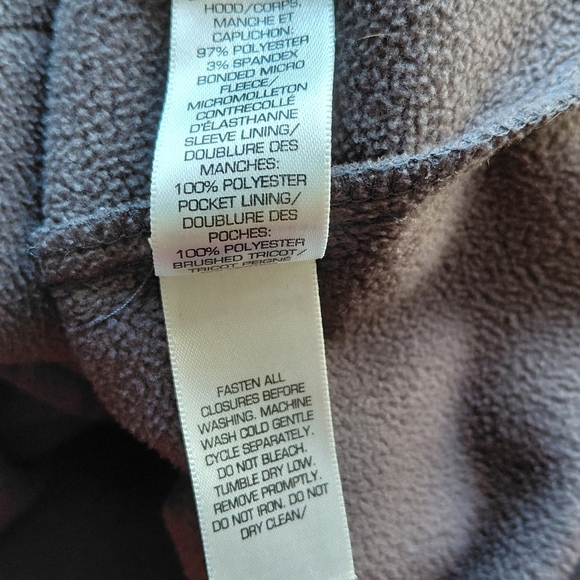 HOOD/CORPS,
MANCHE ET
CAPUCHON:
97% POLYESTER
3% SPANDEX
BONDED MICRO
FLEECE/
MICROMOLLETON
CONTRECOLLÉ
D'ÉLASTHANNE
SLEEVE LINING/
DOUBLURE DES
MANCHES:
100% POLYESTER
POCKET LINING/
DOUBLURE DES
POCHES:
100% POLYESTER
BRUSHED TRICOT/
TRICOT PEIGNÉ
FASTEN ALL
CLOSURES BEFORE
WASHING. MACHINE
WASH COLD GENTLE
CYCLE SEPARATELY.
DO NOT BLEACH.
TUMBLE DRY LOW.
REMOVE PROMPTLY.
DO NOT IRON. DO NOT
DRY CLEAN/